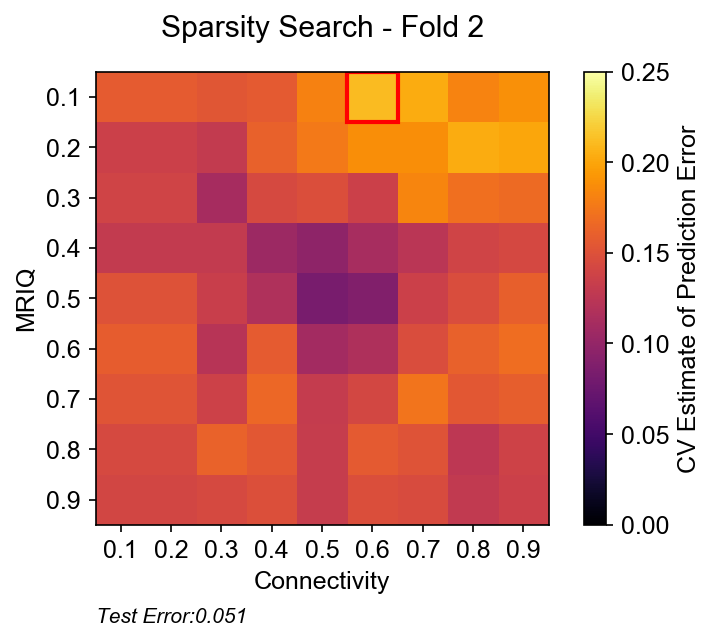 Sparsity Search - Fold 2
0.1
0.2
0.3
0.4
0.5
0.6
0.7
0.8
0.9
MRIQ
0.1 0.2 0.3 0.4 0.5 0.6 0.7 0.8 0.9
Connectivity
Test Error:0.051
0.25
0.20
0.15
0.10
0.05
0.00
CV Estimate of Prediction Error